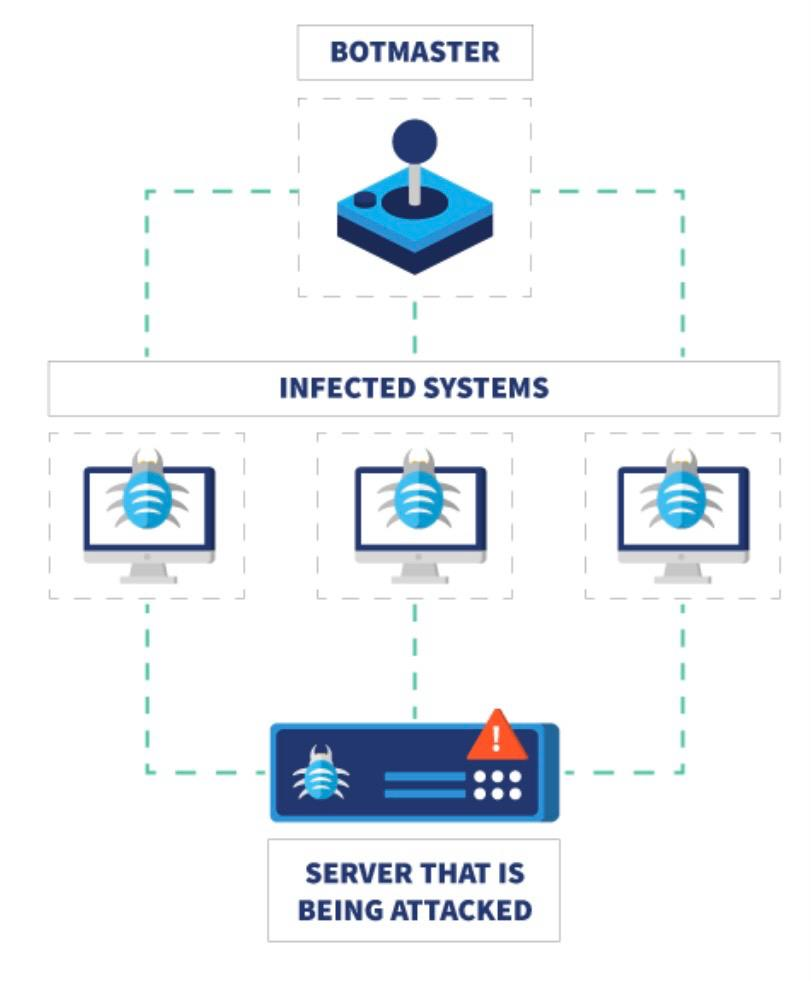 BOTMASTER
INFECTED SYSTEMS
!
SERVER THAT IS
BEING ATTACKED